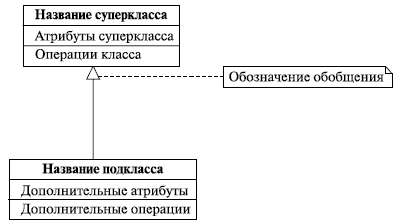 Название суперкласса
Атрибуты суперкласса
Операции класса
Обозначение обобщения
Название подкласса
Дополнительные атрибуты
Дополнительные операции